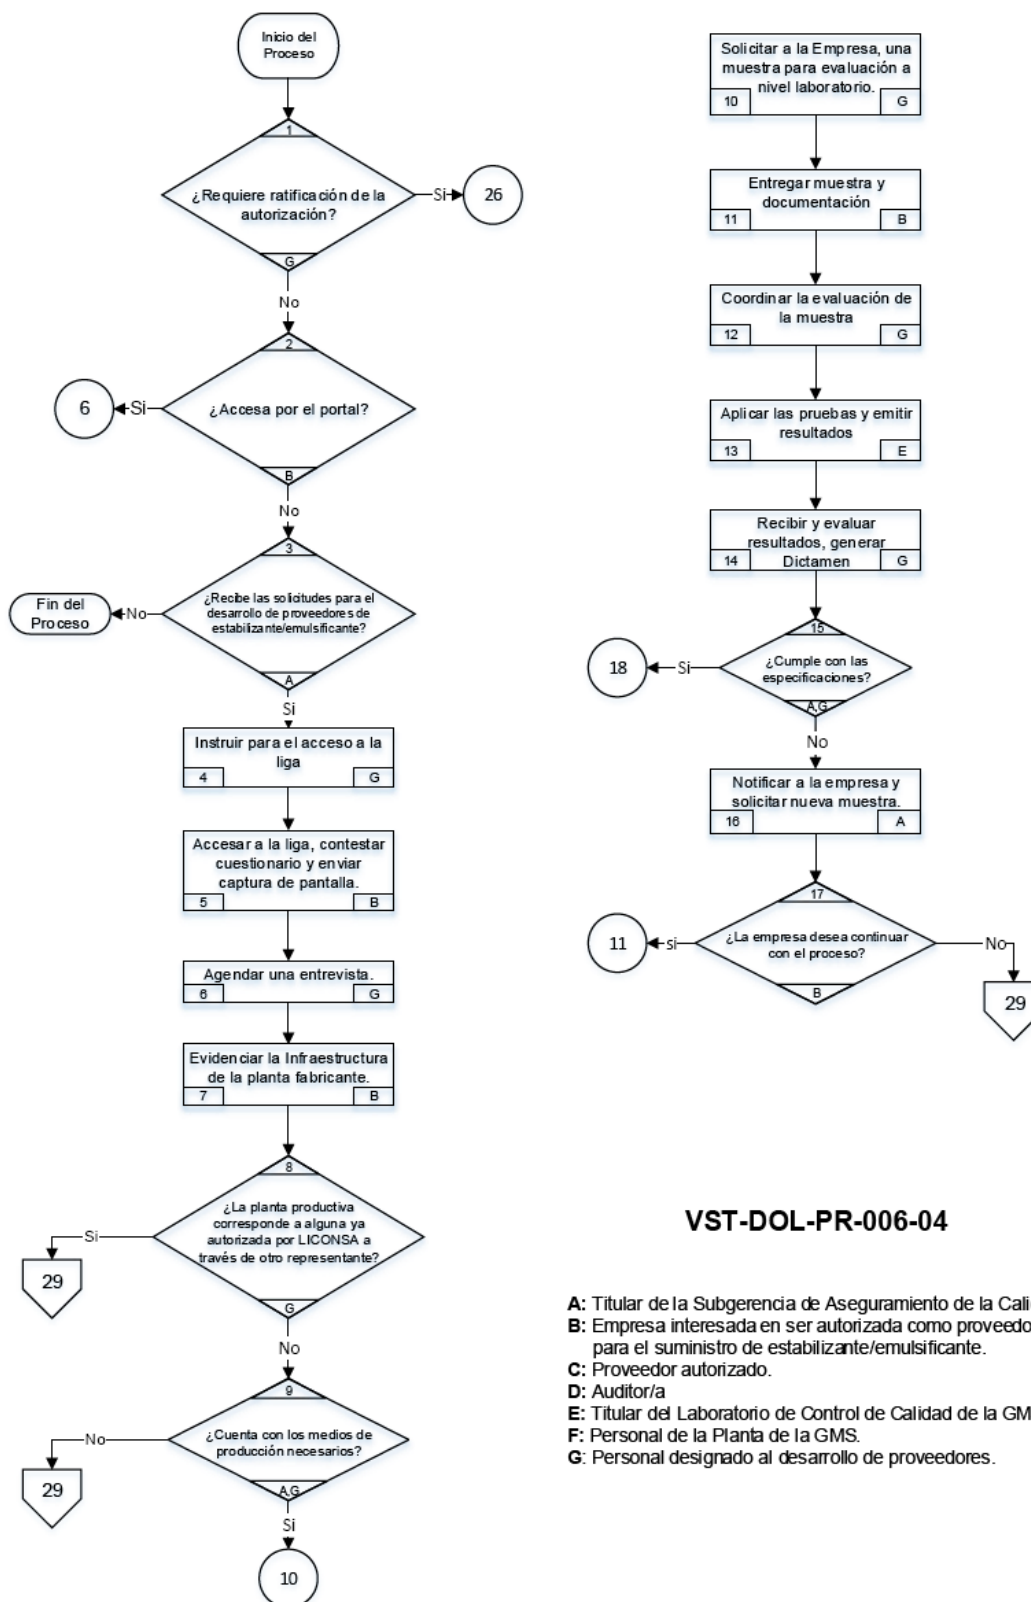 Inicio del
Proceso
1
¿Requiere ratificación de la
autorización?
G
Si
26
No
2
¿Accesa por el portal?
B
Si
6
No
3
¿Recibe las solicitudes para el
desarrollo de proveedores de
estabilizante/emulsificante?
A
No
Fin del
Proceso
Si
Instruir para el acceso a la
liga
4
G
Accesar a la liga, contestar
cuestionario y enviar
captura de pantalla.
5
B
Agendar una entrevista.
6
G
Evidenciar la Infraestructura
de la planta fabricante.
7
B
8
¿La planta productiva
corresponde a alguna ya
autorizada por LICONSA a
través de otro representante?
G
Si
29
No
9
¿Cuenta con los medios de
producción necesarios?
A,G
No
29
Si
10
Solicitar a la Empresa, una
muestra para evaluación a
nivel laboratorio.
10
G
Entregar muestra y
documentación
11
B
Coordinar la evaluación de
la muestra
12
G
Aplicar las pruebas y emitir
resultados
13
E
Recibir y evaluar
resultados, generar
Dictamen
14
G
15
¿Cumple con las
especificaciones?
A,G
Si
18
No
Notificar a la empresa y
solicitar nueva muestra.
16
A
17
¿La empresa desea continuar
con el proceso?
B
si
11
No
29
VST-DOL-PR-006-04
A: Titular de la Subgerencia de Aseguramiento de la Cali
B: Empresa interesada en ser autorizada como proveedo
para el suministro de estabilizante/emulsificante.
C: Proveedor autorizado.
D: Auditor/a
E: Titular del Laboratorio de Control de Calidad de la GM
F: Personal de la Planta de la GMS.
G: Personal designado al desarrollo de proveedores.